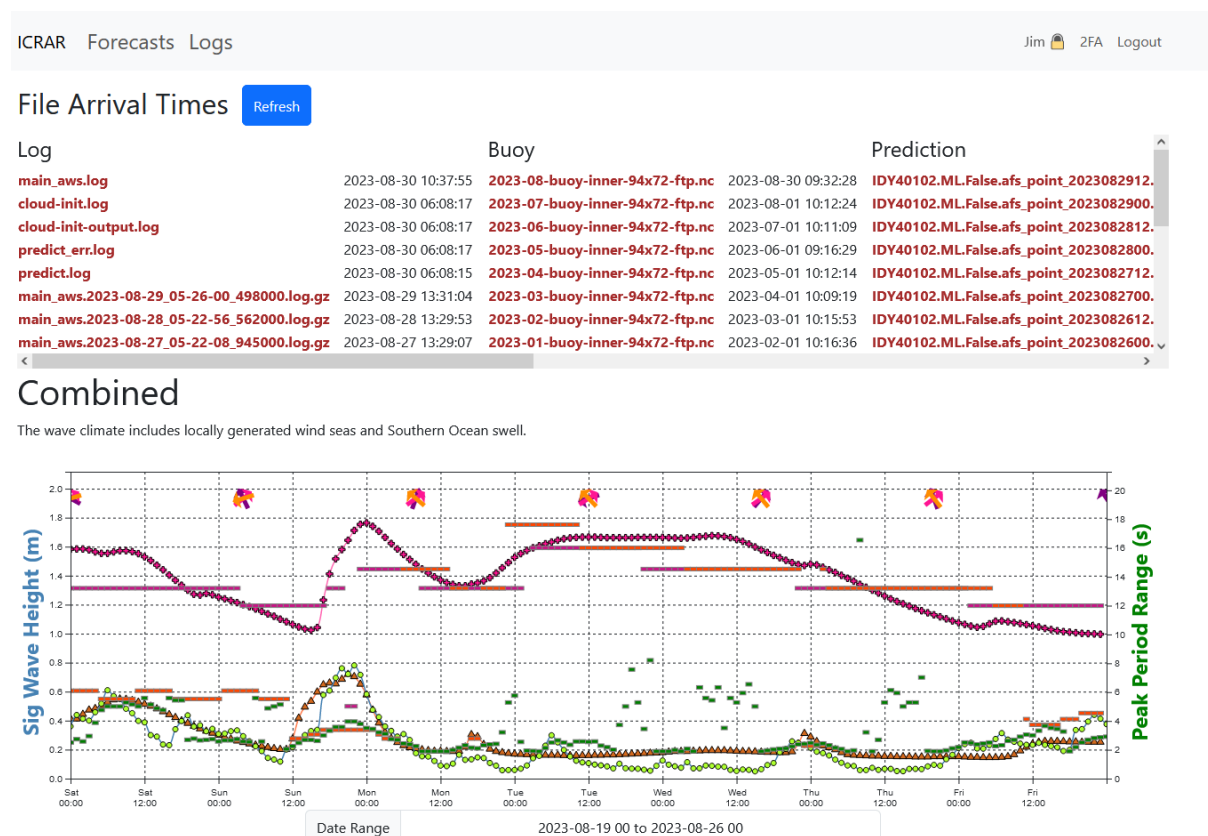 ICRAR Forecasts Logs Jim 2FA Logout
File Arrival Times Refresh
Log Buoy Prediction
main_aws.log 2023-08-30 10:37:55 2023-08-buoy-inner-94x72-ftp.nc 2023-08-30 09:32:28 IDY40102.ML.False.afs_point_2023082912.
cloud-init.log 2023-08-30 06:08:17 2023-07-buoy-inner-94x72-ftp.nc 2023-08-01 10:12:24 IDY40102.ML.False.afs_point_2023082900.
cloud-init-output.log 2023-08-30 06:08:17 2023-06-buoy-inner-94x72-ftp.nc 2023-07-01 10:11:09 IDY40102.ML.False.afs_point_2023082812.
predict_err.log 2023-08-30 06:08:17 2023-05-buoy-inner-94x72-ftp.nc 2023-06-01 09:16:29 IDY40102.ML.False.afs_point_2023082800.
predict.log 2023-08-30 06:08:15 2023-04-buoy-inner-94x72-ftp.nc 2023-05-01 10:12:14 IDY40102.ML.False.afs_point_2023082712.
main_aws.2023-08-29_05-26-00_498000.log.gz 2023-08-29 13:31:04 2023-03-buoy-inner-94x72-ftp.nc 2023-04-01 10:09:19 IDY40102.ML.False.afs_point_2023082700.
main_aws.2023-08-28_05-22-56_562000.log.gz 2023-08-28 13:29:53 2023-02-buoy-inner-94x72-ftp.nc 2023-03-01 10:15:53 IDY40102.ML.False.afs_point_2023082612.
main_aws.2023-08-27_05-22-08_945000.log.gz 2023-08-27 13:29:07 2023-01-buoy-inner-94x72-ftp.nc 2023-02-01 10:16:36 IDY40102.ML.False.afs_point_2023082600.
Combined
The wave climate includes locally generated wind seas and Southern Ocean swell.
Sig Wave Height (m)
2.0
1.8
1.6
1.4
1.2
1.0
0.8
0.6
0.4
0.2
0.0
20
18
16
14
12
10
8
6
4
2
0
Peak Period Range (s)
Sat Sat Sun Sun Mon Mon Tue Tue Wed Wed Thu Thu Fri Fri
00:00 12:00 00:00 12:00 00:00 12:00 00:00 12:00 00:00 12:00 00:00 12:00 00:00 12:00
Date Range 2023-08-19 00 to 2023-08-26 00